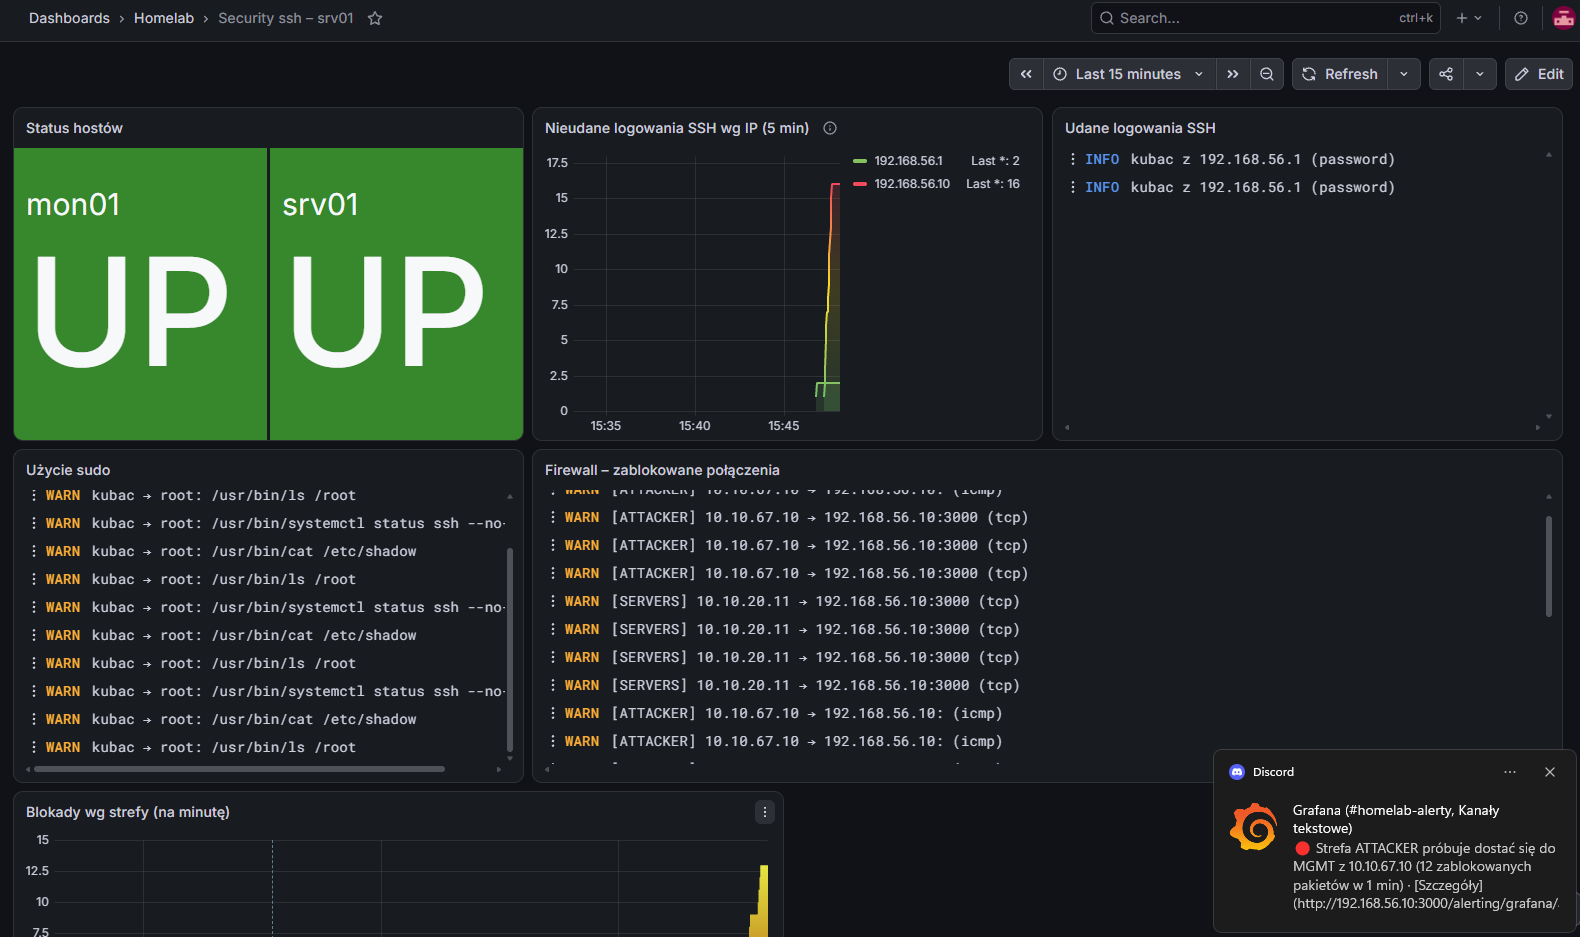 Dashboards › Homelab › Security ssh – srv01
Search... ctrl+k
Last 15 minutes
Refresh
Edit
Status hostów
mon01
UP
srv01
UP
Nieudane logowania SSH wg IP (5 min)
17.5
15
12.5
10
7.5
5
2.5
0
15:35 15:40 15:45
192.168.56.1 Last *: 2
192.168.56.10 Last *: 16
Udane logowania SSH
INFO kubac z 192.168.56.1 (password)
INFO kubac z 192.168.56.1 (password)
Użycie sudo
WARN kubac → root: /usr/bin/ls /root
WARN kubac → root: /usr/bin/systemctl status ssh --no-
WARN kubac → root: /usr/bin/cat /etc/shadow
WARN kubac → root: /usr/bin/ls /root
WARN kubac → root: /usr/bin/systemctl status ssh --no-
WARN kubac → root: /usr/bin/cat /etc/shadow
WARN kubac → root: /usr/bin/ls /root
WARN kubac → root: /usr/bin/systemctl status ssh --no-
WARN kubac → root: /usr/bin/cat /etc/shadow
WARN kubac → root: /usr/bin/ls /root
Firewall – zablokowane połączenia
WARN [ATTACKER] 10.10.67.10 → 192.168.56.10: (icmp)
WARN [ATTACKER] 10.10.67.10 → 192.168.56.10:3000 (tcp)
WARN [ATTACKER] 10.10.67.10 → 192.168.56.10:3000 (tcp)
WARN [ATTACKER] 10.10.67.10 → 192.168.56.10:3000 (tcp)
WARN [SERVERS] 10.10.20.11 → 192.168.56.10:3000 (tcp)
WARN [SERVERS] 10.10.20.11 → 192.168.56.10:3000 (tcp)
WARN [SERVERS] 10.10.20.11 → 192.168.56.10:3000 (tcp)
WARN [SERVERS] 10.10.20.11 → 192.168.56.10:3000 (tcp)
WARN [ATTACKER] 10.10.67.10 → 192.168.56.10: (icmp)
WARN [ATTACKER] 10.10.67.10 → 192.168.56.10: (icmp)
Blokady wg strefy (na minutę)
15
12.5
10
7.5
Discord
Grafana (#homelab-alerty, Kanały
tekstowe)
🔴 Strefa ATTACKER próbuje dostać się do
MGMT z 10.10.67.10 (12 zablokowanych
pakietów w 1 min) · [Szczegóły]
(http://192.168.56.10:3000/alerting/grafana/